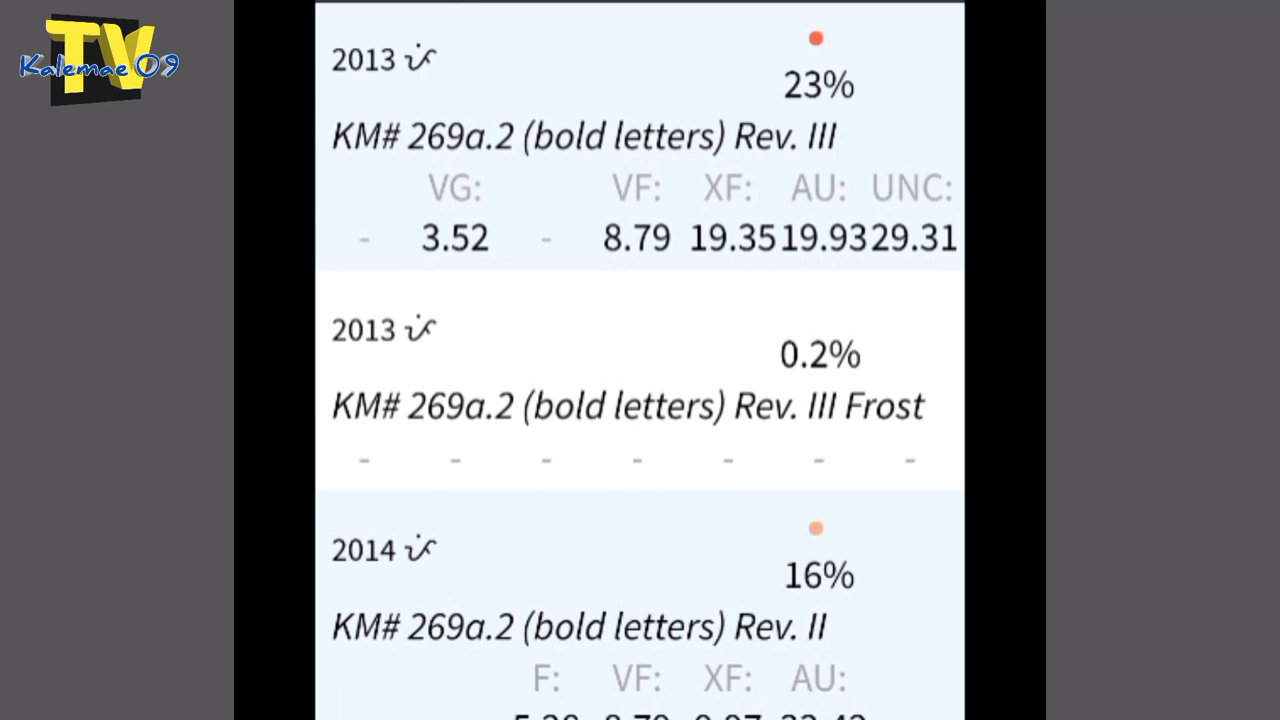 TV
Kalemae 09
2013
23%
KM# 269a.2 (bold letters) Rev. III
VG: VF: XF: AU: UNC:
- 3.52 - 8.79 19.35 19.93 29.31
2013
0.2%
KM# 269a.2 (bold letters) Rev. III Frost
- - - - - - -
2014
16%
KM# 269a.2 (bold letters) Rev. II
F: VF: XF: AU: